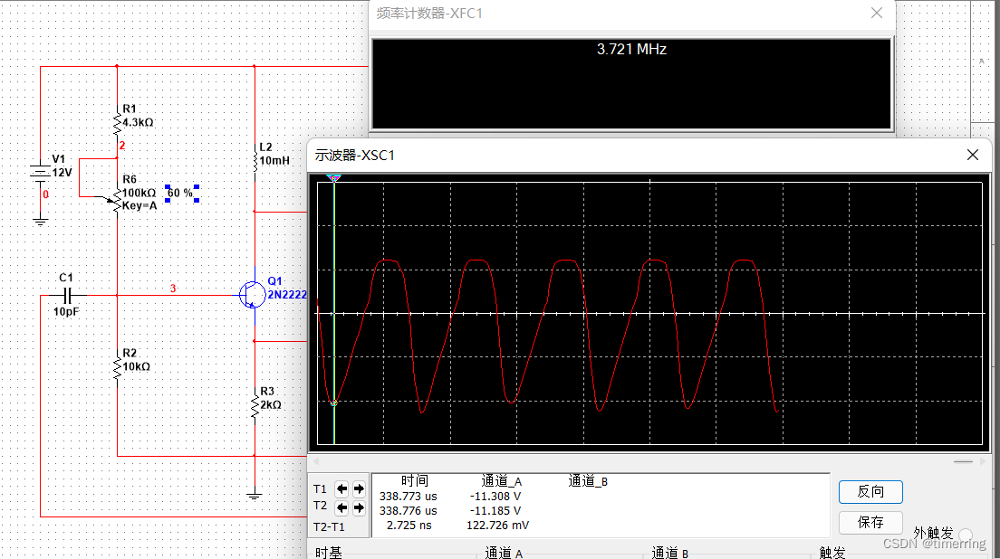 频率计数器-XFC1
3.721 MHz
A
R1
4.3kΩ
2
L2
10mH
示波器-XSC1
V1
12V
0
R6
100kΩ
60 %
Key=A
C1
10pF
3
Q1
2N2222
R2
10kΩ
R3
2kΩ
时间 通道_A 通道_B
T1 338.773 us -11.308 V
T2 338.776 us -11.185 V
T2-T1 2.725 ns 122.726 mV
反向
保存
外触发
时基 通道 A 通道 B 触发
CSDN @timerring